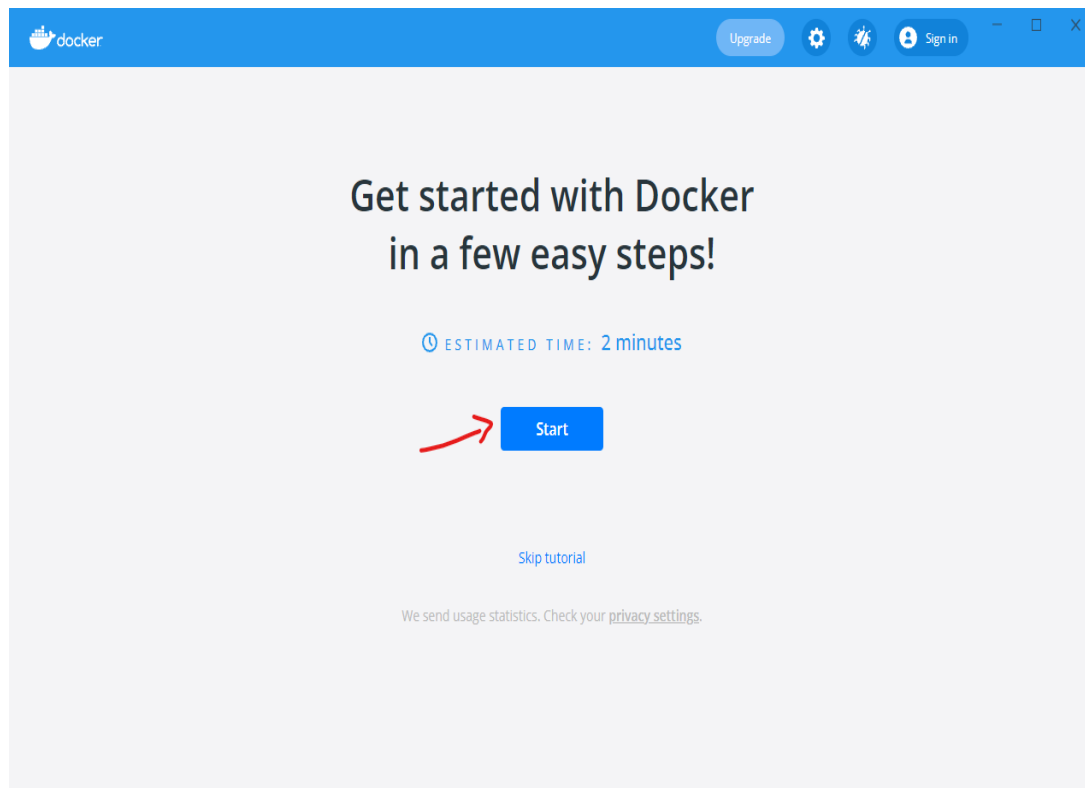 docker
Upgrade
Sign in
Get started with Docker
in a few easy steps!
ESTIMATED TIME: 2 minutes
Start
Skip tutorial
We send usage statistics. Check your privacy settings.